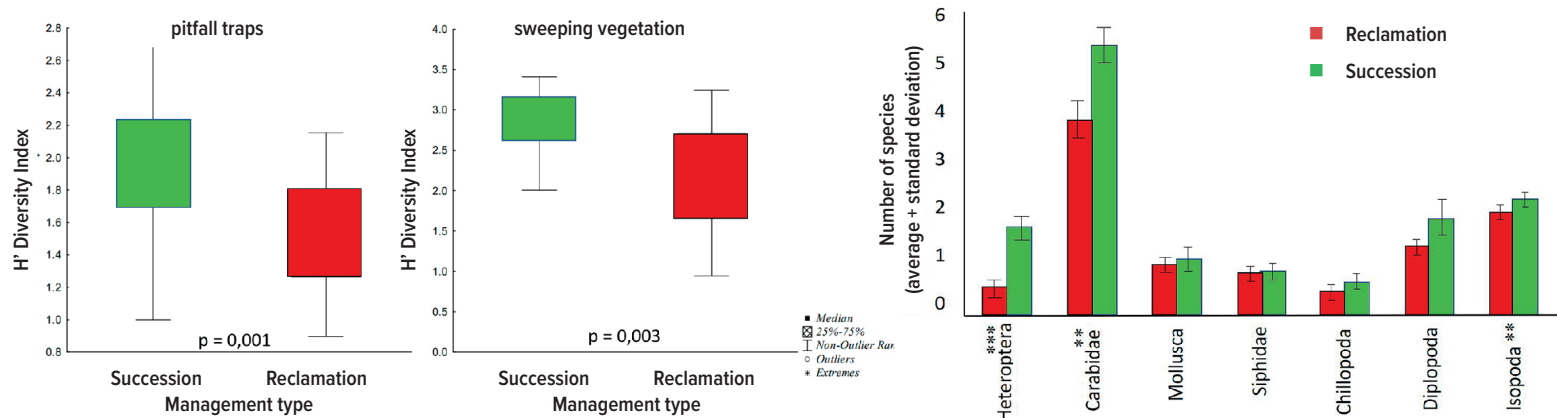 pitfall traps
2.8
2.6
2.4
2.2
2.0
1.8
1.6
1.4
1.2
1.0
0.8
H' Diversity Index
p = 0,001
Succession Reclamation
Management type
sweeping vegetation
4.0
3.5
3.0
2.5
2.0
1.5
1.0
0.5
0.0
H' Diversity Index
p = 0,003
Succession Reclamation
Management type
Median
25%-75%
Non-Outlier Ran
Outliers
Extremes
6
5
4
3
2
1
0
Number of species
(average + standard deviation)
Reclamation
Succession
***
Heteroptera
**
Carabidae
Mollusca
Siphidae
Chillopoda
Diplopoda
Isopoda **